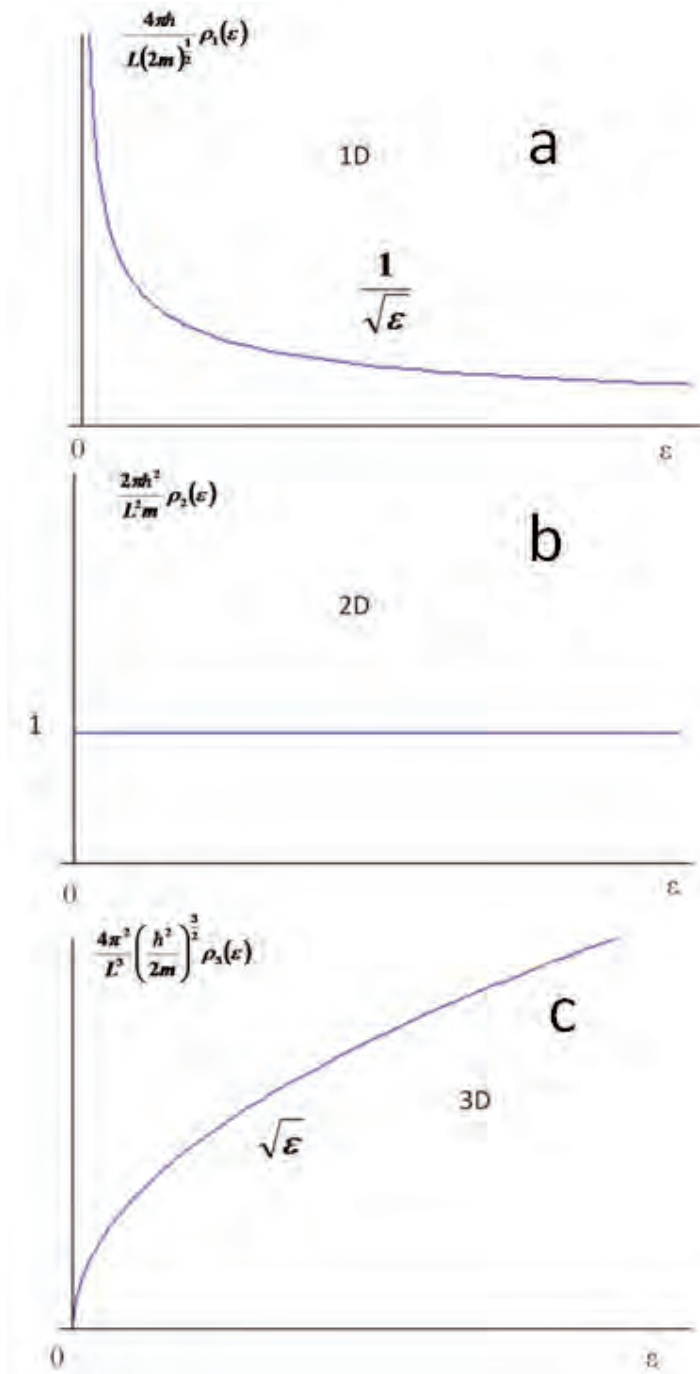 4πħ / L(2m)^½ ρ₁(ε)
a
1D
1 / √ε
0 ε
2πħ² / L²m ρ₂(ε)
b
2D
1
0 ε
4π² / L³ (ħ² / 2m)^(3/2) ρ₃(ε)
c
3D
√ε
0 ε